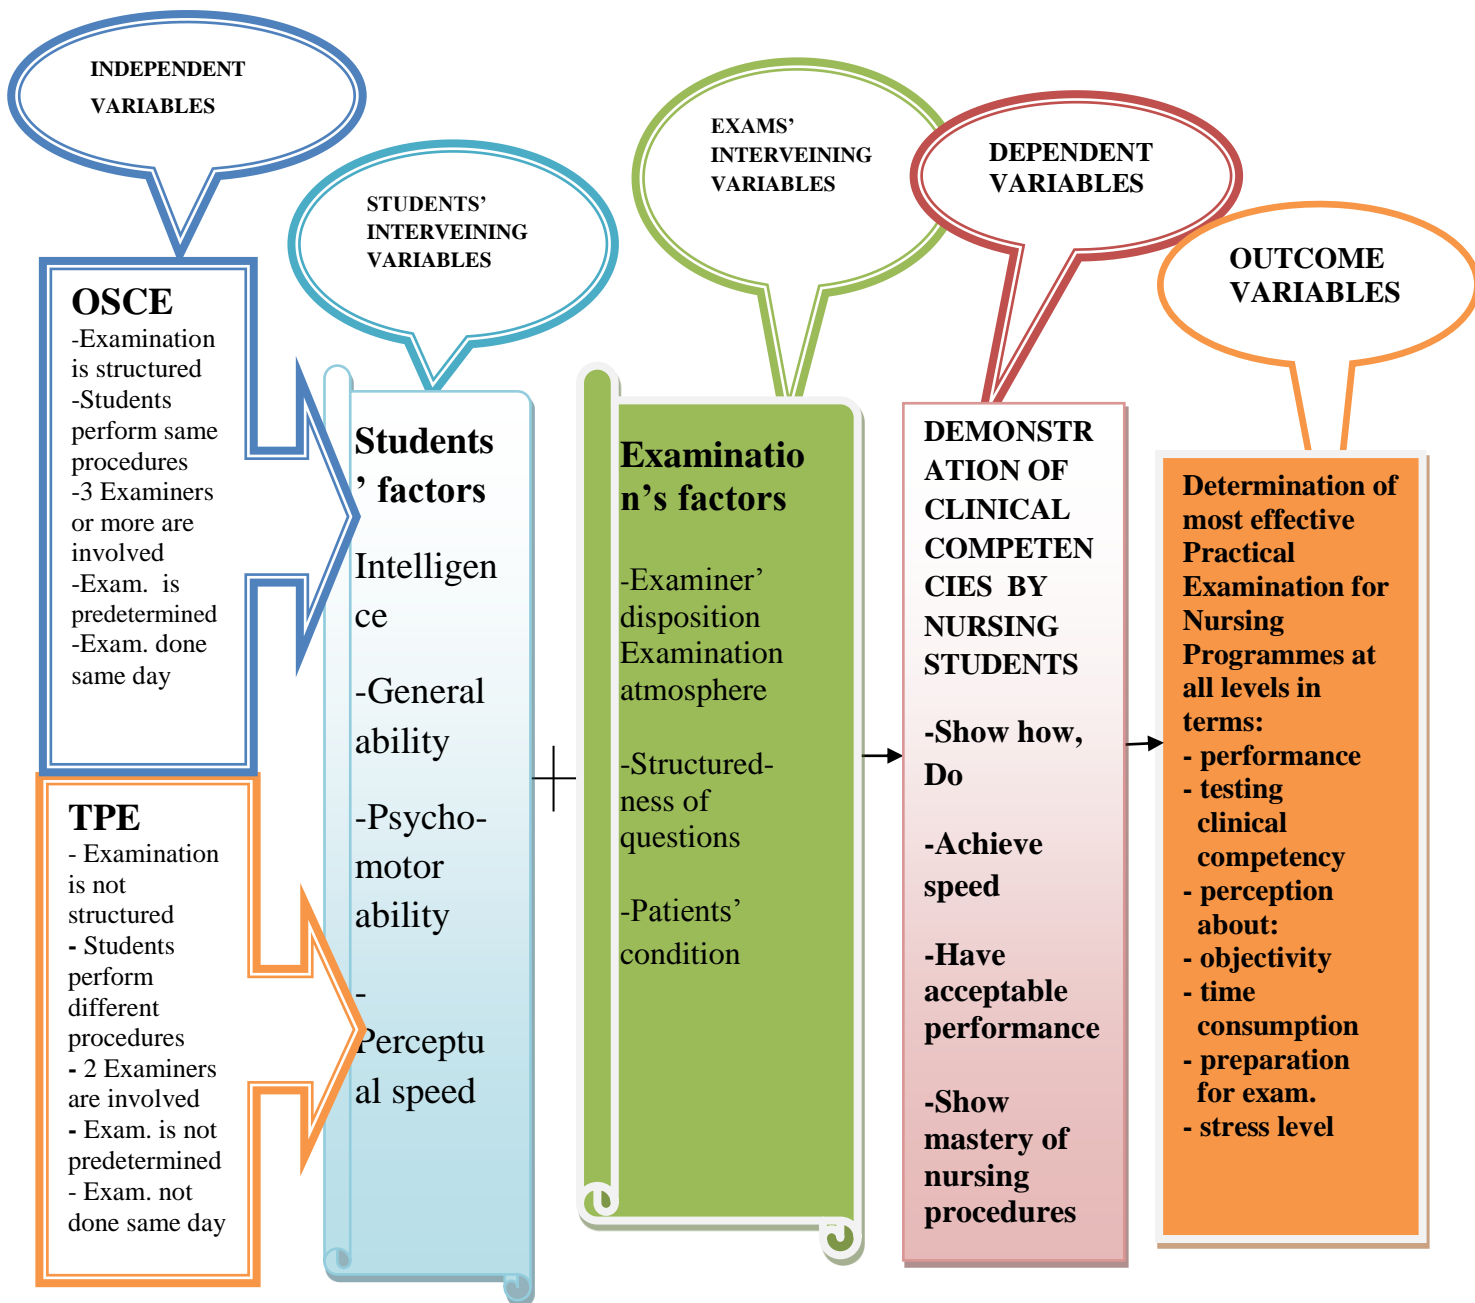 INDEPENDENT
VARIABLES
STUDENTS’
INTERVEINING
VARIABLES
EXAMS’
INTERVEINING
VARIABLES
DEPENDENT
VARIABLES
OUTCOME
VARIABLES
OSCE
-Examination
is structured
-Students
perform same
procedures
-3 Examiners
or more are
involved
-Exam. is
predetermined
-Exam. done
same day
TPE
- Examination
is not
structured
- Students
perform
different
procedures
- 2 Examiners
are involved
- Exam. is not
predetermined
- Exam. not
done same day
Students
’ factors
Intelligen
ce
-General
ability
-Psycho-
motor
ability
-
Perceptu
al speed
Examinatio
n’s factors
-Examiner’
disposition
Examination
atmosphere
-Structured-
ness of
questions
-Patients’
condition
DEMONSTR
ATION OF
CLINICAL
COMPETEN
CIES BY
NURSING
STUDENTS
-Show how,
Do
-Achieve
speed
-Have
acceptable
performance
-Show
mastery of
nursing
procedures
Determination of
most effective
Practical
Examination for
Nursing
Programmes at
all levels in
terms:
- performance
- testing
clinical
competency
- perception
about:
- objectivity
- time
consumption
- preparation
for exam.
- stress level